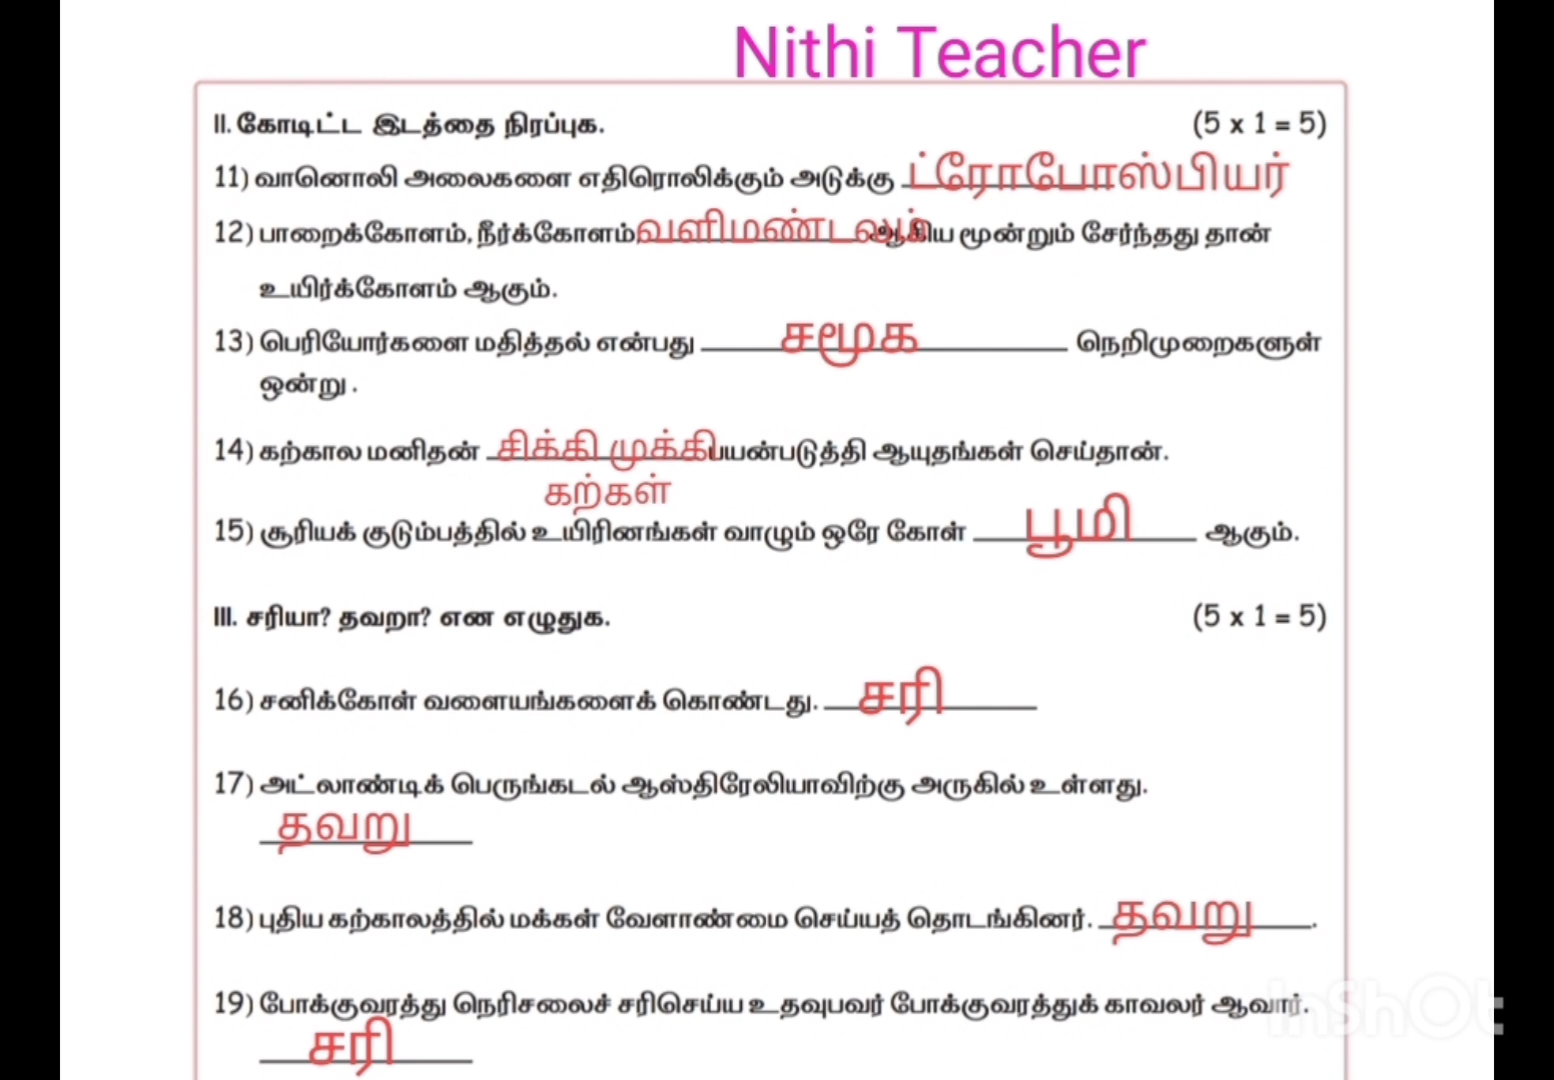 Nithi Teacher
II. கோடிட்ட இடத்தை நிரப்புக. (5 x 1 = 5)
11) வானொலி அலைகளை எதிரொலிக்கும் அடுக்கு ட்ரோபோஸ்பியர்
12) பாறைக்கோளம், நீர்க்கோளம், வளிமண்டலம் ஆகிய மூன்றும் சேர்ந்தது தான்
உயிர்க்கோளம் ஆகும்.
13) பெரியோர்களை மதித்தல் என்பது சமூக நெறிமுறைகளுள்
ஒன்று .
14) கற்கால மனிதன் சிக்கி முக்கி பயன்படுத்தி ஆயுதங்கள் செய்தான்.
கற்கள்
15) சூரியக் குடும்பத்தில் உயிரினங்கள் வாழும் ஒரே கோள் பூமி ஆகும்.
III. சரியா? தவறா? என எழுதுக. (5 x 1 = 5)
16) சனிக்கோள் வளையங்களைக் கொண்டது. சரி
17) அட்லாண்டிக் பெருங்கடல் ஆஸ்திரேலியாவிற்கு அருகில் உள்ளது.
தவறு
18) புதிய கற்காலத்தில் மக்கள் வேளாண்மை செய்யத் தொடங்கினர். தவறு .
19) போக்குவரத்து நெரிசலைச் சரிசெய்ய உதவுபவர் போக்குவரத்துக் காவலர் ஆவார்.
சரி
InShOt